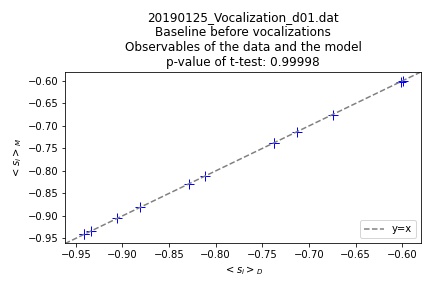 20190125_Vocalization_d01.dat
Baseline before vocalizations
Observables of the data and the model
p-value of t-test: 0.99998
−0.60
−0.65
−0.70
−0.75
−0.80
−0.85
−0.90
−0.95
< s_i >_M
y=x
−0.95 −0.90 −0.85 −0.80 −0.75 −0.70 −0.65 −0.60
< s_i >_D